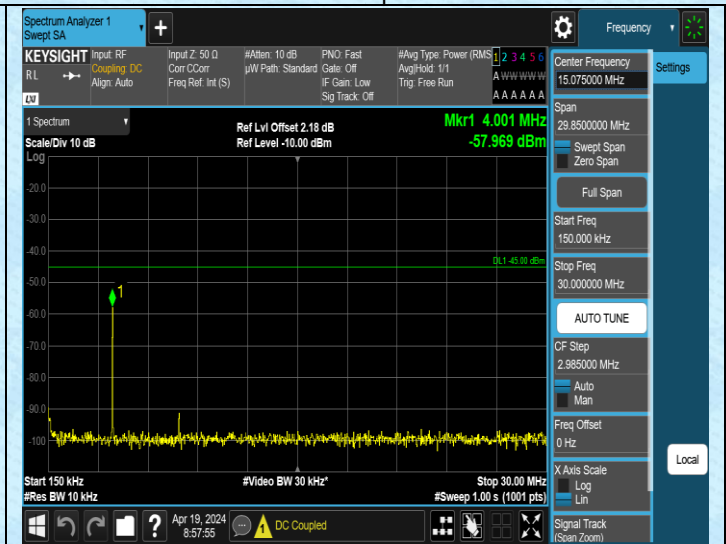 Spectrum Analyzer 1
Swept SA
Frequency
KEYSIGHT
RL
LXI
Input: RF
Coupling: DC
Align: Auto
Input Z: 50 Ω
Corr CCorr
Freq Ref: Int (S)
#Atten: 10 dB
µW Path: Standard
PNO: Fast
Gate: Off
IF Gain: Low
Sig Track: Off
#Avg Type: Power (RMS
Avg|Hold: 1/1
Trig: Free Run
1 2 3 4 5 6
A W W W W W
A A A A A A
1 Spectrum
Scale/Div 10 dB
Ref Lvl Offset 2.18 dB
Ref Level -10.00 dBm
Mkr1 4.001 MHz
-57.969 dBm
Log
-20.0
-30.0
-40.0
DL1 -45.00 dBm
-50.0
1
-60.0
-70.0
-80.0
-90.0
-100
Start 150 kHz
#Res BW 10 kHz
#Video BW 30 kHz*
Stop 30.00 MHz
#Sweep 1.00 s (1001 pts)
Center Frequency
15.075000 MHz
Settings
Span
29.8500000 MHz
Swept Span
Zero Span
Full Span
Start Freq
150.000 kHz
Stop Freq
30.000000 MHz
AUTO TUNE
CF Step
2.985000 MHz
Auto
Man
Freq Offset
0 Hz
X Axis Scale
Log
Lin
Signal Track
(Span Zoom)
Local
?
Apr 19, 2024
8:57:55
DC Coupled